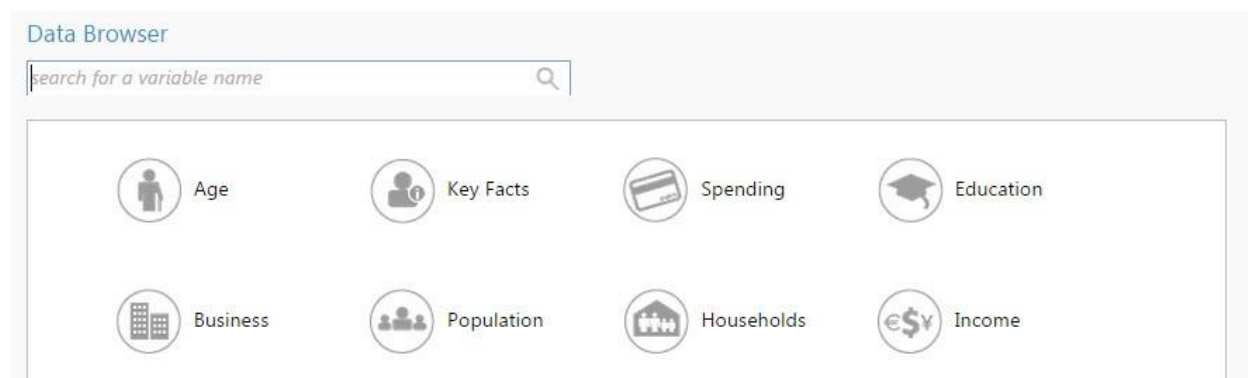 Data Browser
search for a variable name
Age Key Facts Spending Education
Business Population Households Income
€$¥